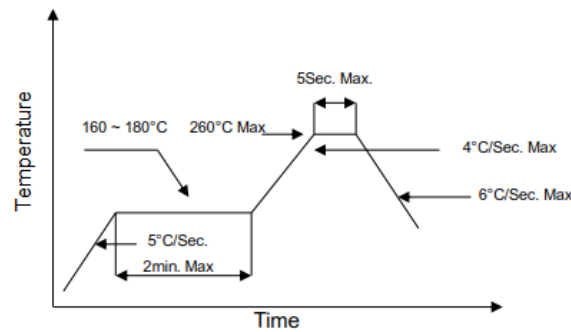 5Sec. Max.
160 ~ 180°C
260°C Max
4°C/Sec. Max
6°C/Sec. Max
5°C/Sec.
2min. Max
Temperature
Time